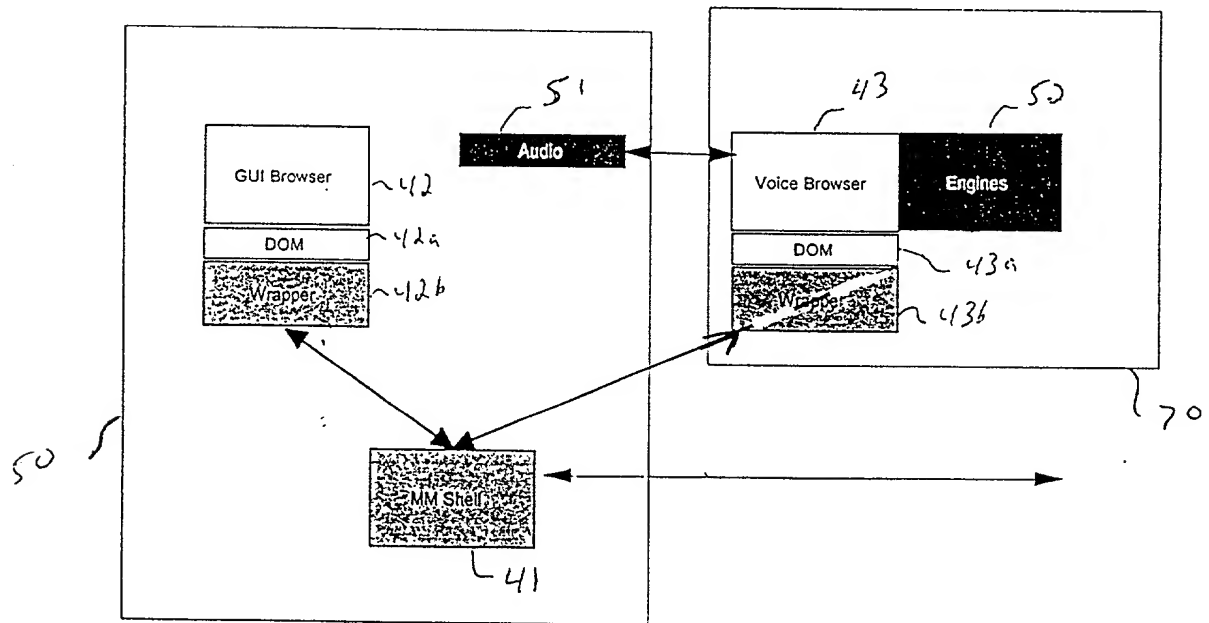 51
43
52
Audio
GUI Browser
42
Voice Browser
Engines
DOM
42a
DOM
43a
Wrapper
42b
Wrapper
43b
70
50
MM Shell
41